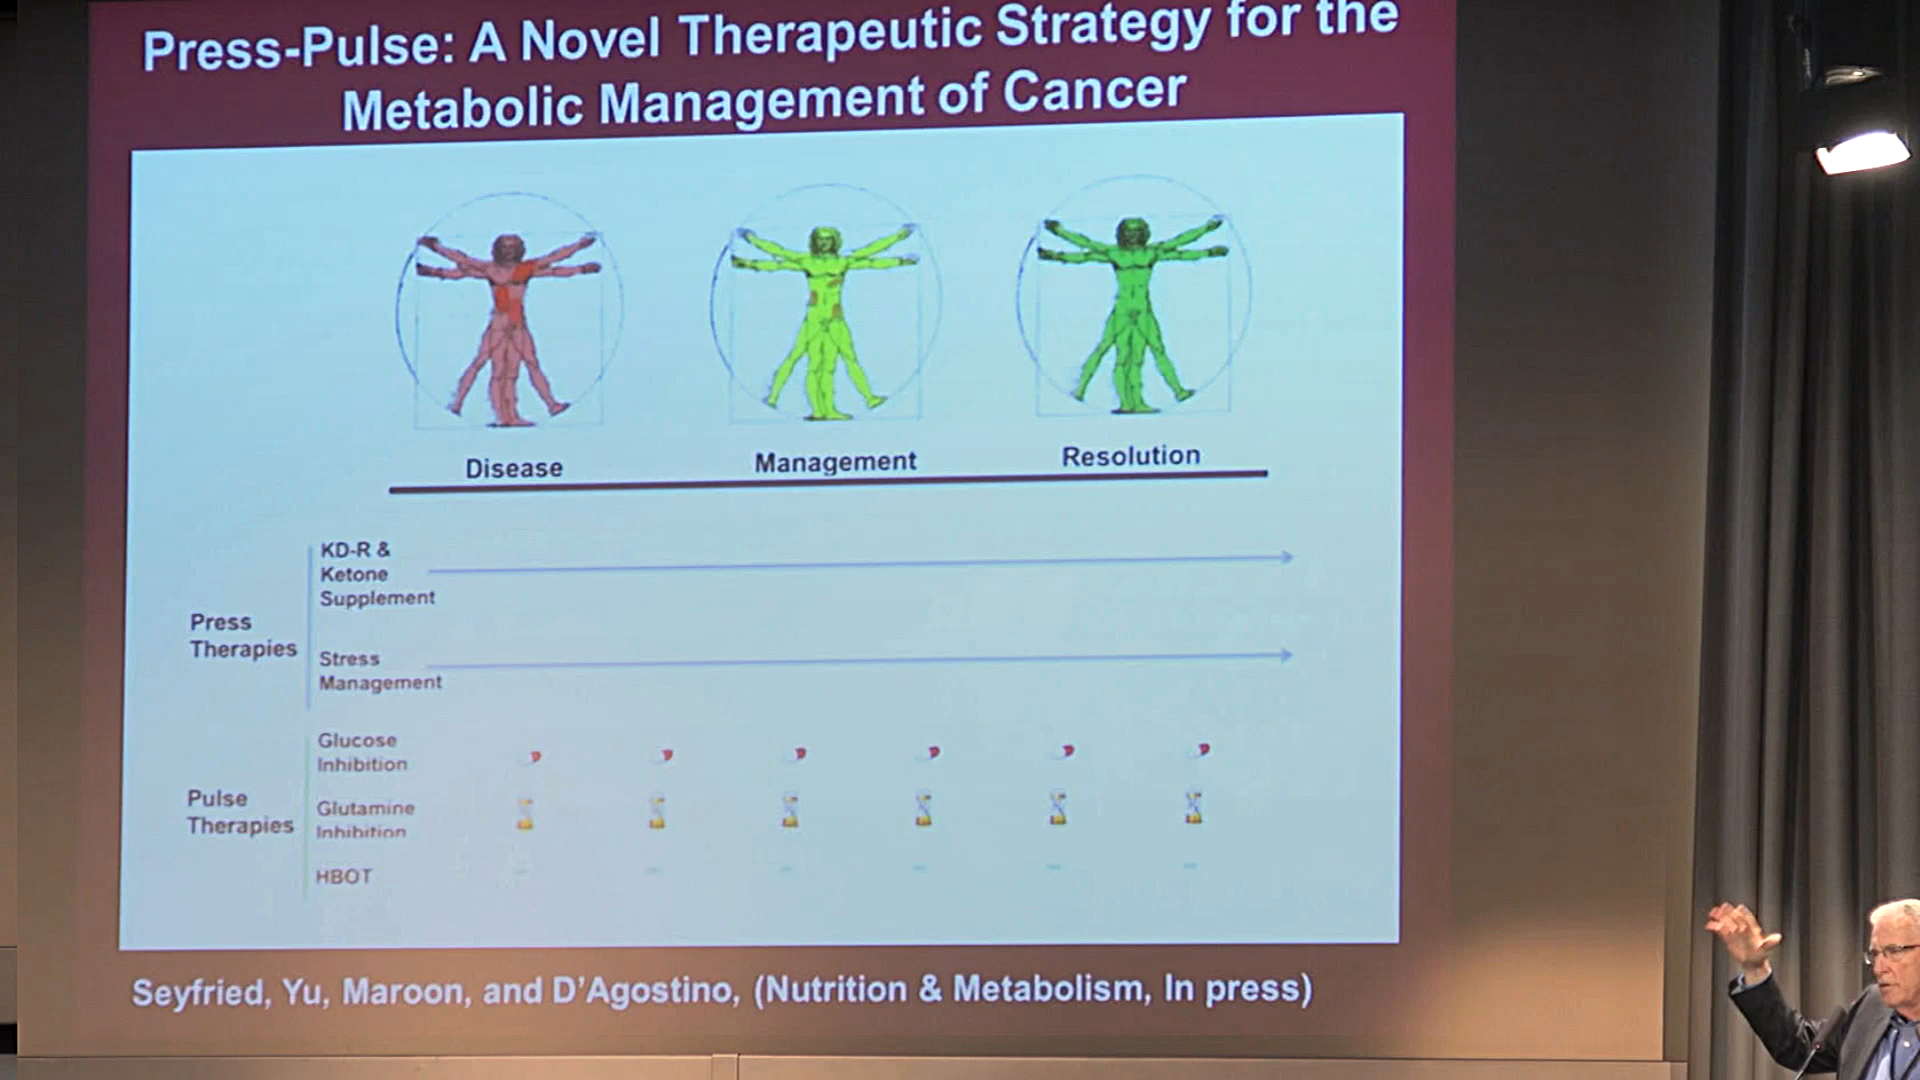 Press-Pulse: A Novel Therapeutic Strategy for the
Metabolic Management of Cancer
Disease
Management
Resolution
Press
Therapies
KD-R &
Ketone
Supplement
Stress
Management
Pulse
Therapies
Glucose
Inhibition
Glutamine
Inhibition
HBOT
Seyfried, Yu, Maroon, and D’Agostino, (Nutrition & Metabolism, In press)